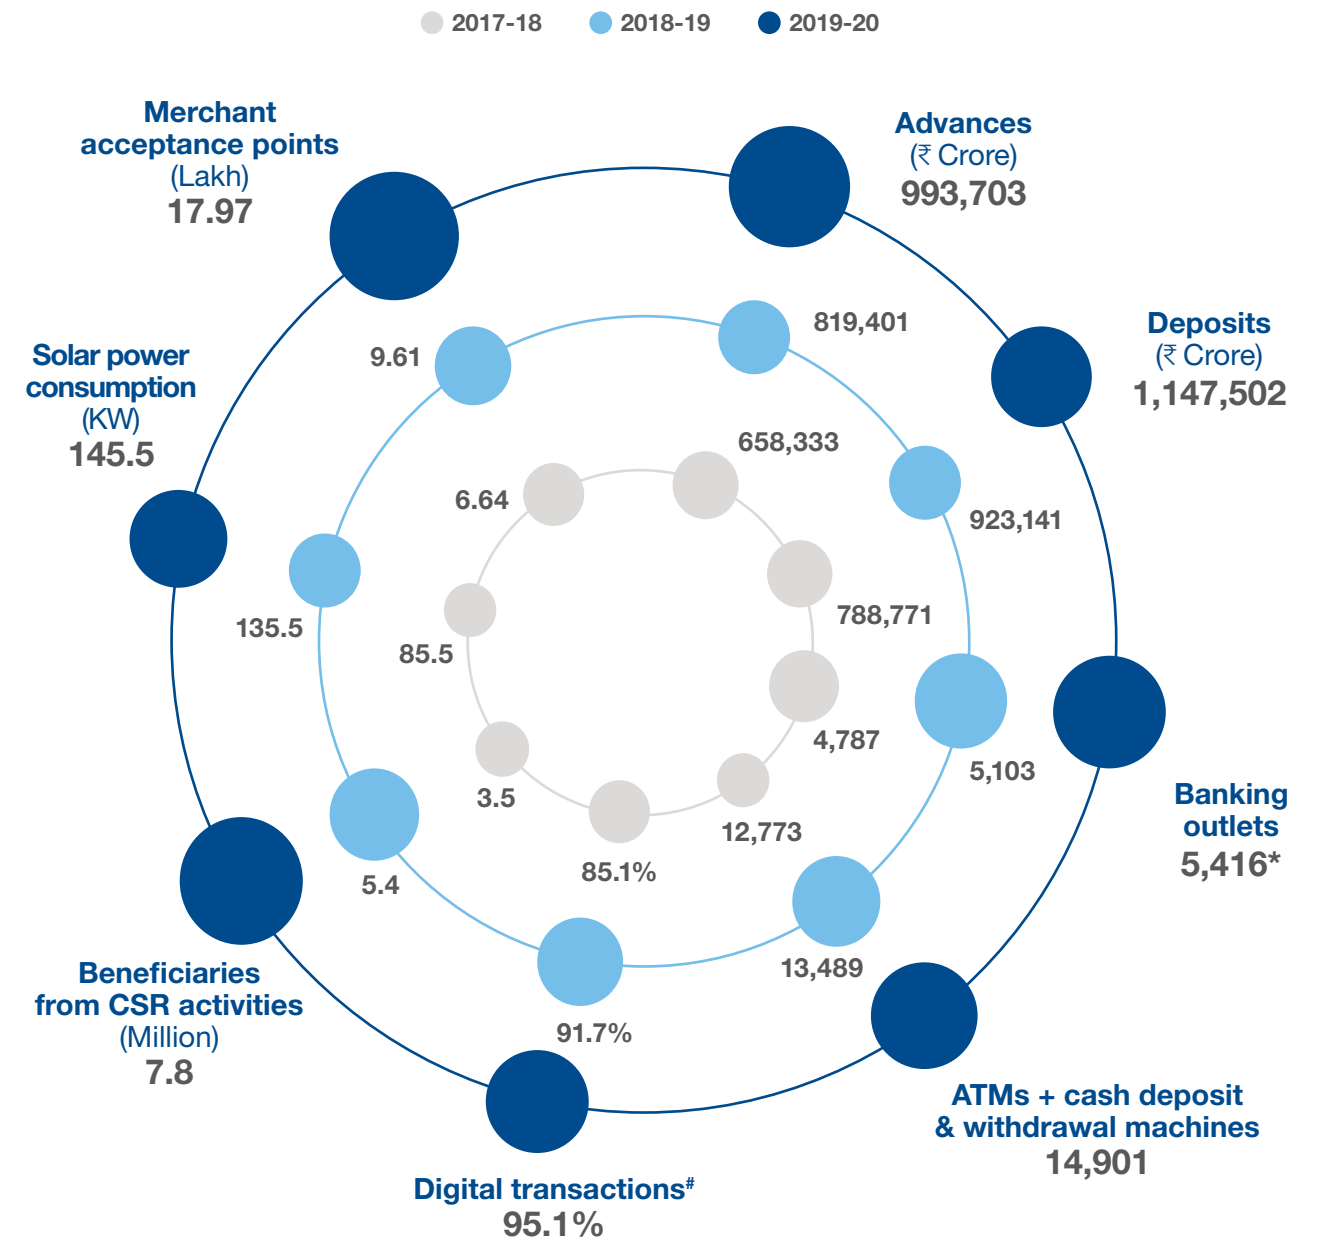 2017-18 2018-19 2019-20
Merchant
acceptance points
(Lakh)
17.97
Advances
(₹ Crore)
993,703
Deposits
(₹ Crore)
1,147,502
Solar power
consumption
(KW)
145.5
9.61
819,401
658,333
6.64
923,141
788,771
135.5
85.5
4,787
5,103
3.5
12,773
85.1%
5.4
13,489
91.7%
Banking
outlets
5,416*
Beneficiaries
from CSR activities
(Million)
7.8
ATMs + cash deposit
& withdrawal machines
14,901
Digital transactions#
95.1%